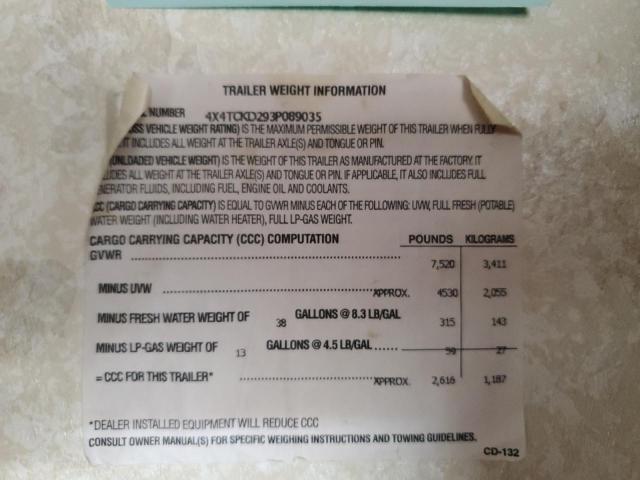 TRAILER WEIGHT INFORMATION
NUMBER 4X4TCKD293P089035
VEHICLE WEIGHT RATING) IS THE MAXIMUM PERMISSIBLE WEIGHT OF THIS TRAILER WHEN FULLY
IT INCLUDES ALL WEIGHT AT THE TRAILER AXLE(S) AND TONGUE OR PIN.
UNLOADED VEHICLE WEIGHT) IS THE WEIGHT OF THIS TRAILER AS MANUFACTURED AT THE FACTORY. IT
ALL WEIGHT AT THE TRAILER AXLE(S) AND TONGUE OR PIN. IF APPLICABLE, IT ALSO INCLUDES FULL
FLUIDS, INCLUDING FUEL, ENGINE OIL AND COOLANTS.
(CARGO CARRYING CAPACITY) IS EQUAL TO GVWR MINUS EACH OF THE FOLLOWING: UVW, FULL FRESH (POTABLE)
WATER WEIGHT (INCLUDING WATER HEATER), FULL LP-GAS WEIGHT.
CARGO CARRYING CAPACITY (CCC) COMPUTATION POUNDS KILOGRAMS
GVWR 7,520 3,411
MINUS UVW APPROX. 4530 2,055
MINUS FRESH WATER WEIGHT OF 38 GALLONS @ 8.3 LB/GAL 315 143
MINUS LP-GAS WEIGHT OF 13 GALLONS @ 4.5 LB/GAL...... 59 27
= CCC FOR THIS TRAILER* APPROX. 2,616 1,187
*DEALER INSTALLED EQUIPMENT WILL REDUCE CCC
CONSULT OWNER MANUAL(S) FOR SPECIFIC WEIGHING INSTRUCTIONS AND TOWING GUIDELINES.
CD-132